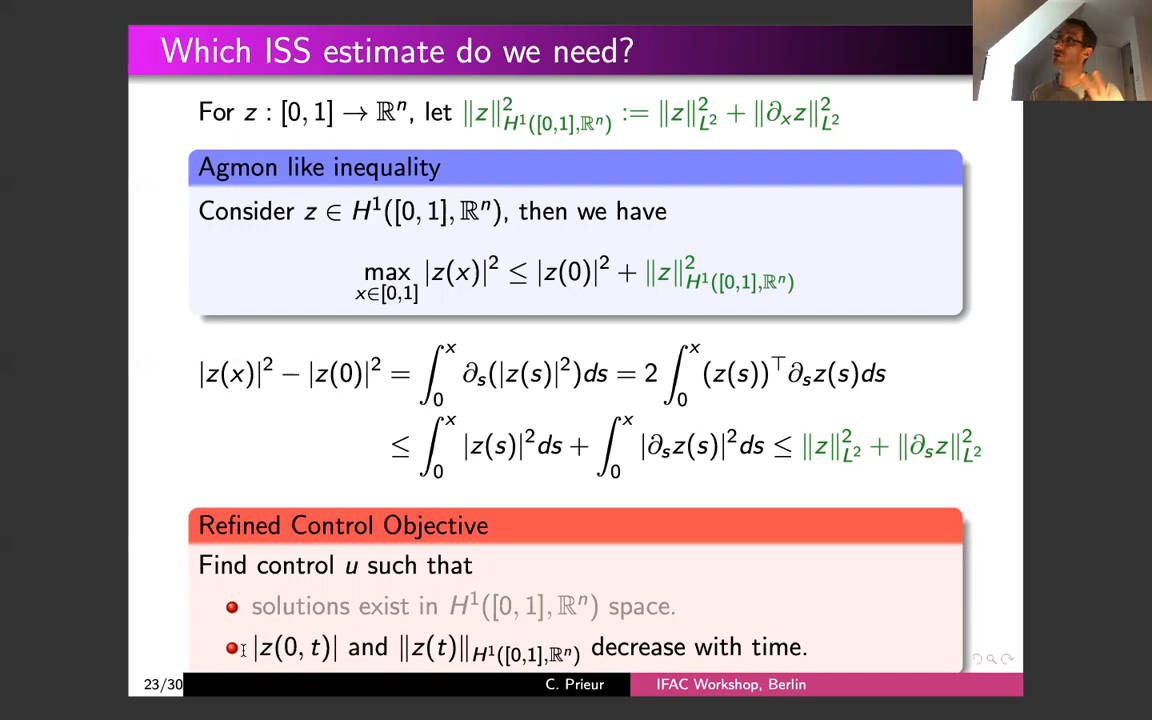 Which ISS estimate do we need?
For z : [0, 1] → ℝⁿ, let ‖z‖²_{H¹([0,1],ℝⁿ)} := ‖z‖²_{L²} + ‖∂ₓz‖²_{L²}
Agmon like inequality
Consider z ∈ H¹([0, 1], ℝⁿ), then we have
max_{x∈[0,1]} |z(x)|² ≤ |z(0)|² + ‖z‖²_{H¹([0,1],ℝⁿ)}
|z(x)|² − |z(0)|² = ∫₀ˣ ∂ₛ(|z(s)|²)ds = 2 ∫₀ˣ (z(s))^⊤ ∂ₛz(s)ds
≤ ∫₀ˣ |z(s)|²ds + ∫₀ˣ |∂ₛz(s)|²ds ≤ ‖z‖²_{L²} + ‖∂ₛz‖²_{L²}
Refined Control Objective
Find control u such that
solutions exist in H¹([0, 1], ℝⁿ) space.
|z(0, t)| and ‖z(t)‖_{H¹([0,1],ℝⁿ)} decrease with time.
23/30 C. Prieur IFAC Workshop, Berlin